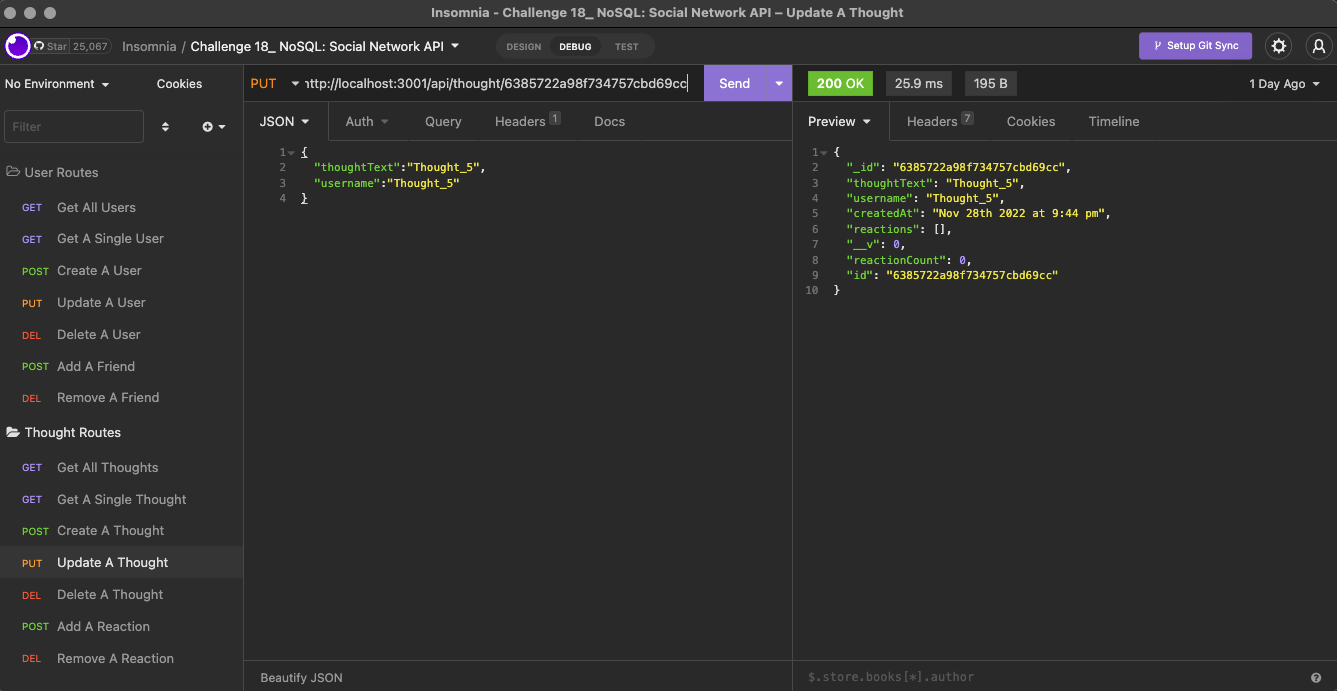 Insomnia - Challenge 18_ NoSQL: Social Network API – Update A Thought
Star 25,067 Insomnia / Challenge 18_ NoSQL: Social Network API DESIGN DEBUG TEST Setup Git Sync
No Environment Cookies
PUT http://localhost:3001/api/thought/6385722a98f734757cbd69cc Send 200 OK 25.9 ms 195 B 1 Day Ago
Filter
JSON Auth Query Headers 1 Docs
Preview Headers 7 Cookies Timeline
User Routes
GET Get All Users
GET Get A Single User
POST Create A User
PUT Update A User
DEL Delete A User
POST Add A Friend
DEL Remove A Friend
Thought Routes
GET Get All Thoughts
GET Get A Single Thought
POST Create A Thought
PUT Update A Thought
DEL Delete A Thought
POST Add A Reaction
DEL Remove A Reaction
1 {
2 "thoughtText":"Thought_5",
3 "username":"Thought_5"
4 }
Beautify JSON
1 {
2 "_id": "6385722a98f734757cbd69cc",
3 "thoughtText": "Thought_5",
4 "username": "Thought_5",
5 "createdAt": "Nov 28th 2022 at 9:44 pm",
6 "reactions": [],
7 "__v": 0,
8 "reactionCount": 0,
9 "id": "6385722a98f734757cbd69cc"
10 }
$.store.books[*].author